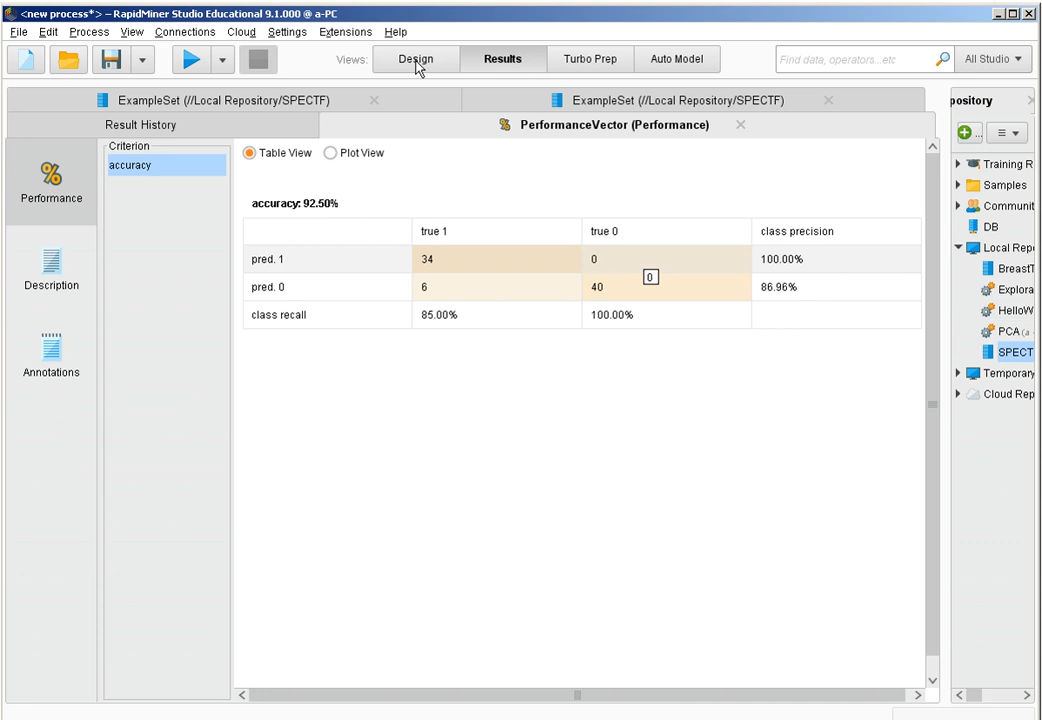 <new process*> – RapidMiner Studio Educational 9.1.000 @ a-PC
File Edit Process View Connections Cloud Settings Extensions Help
Views: Design Results Turbo Prep Auto Model Find data, operators...etc All Studio
ExampleSet (//Local Repository/SPECTF) ExampleSet (//Local Repository/SPECTF) pository
Result History % PerformanceVector (Performance)
Criterion
accuracy
% Performance
Description
Annotations
Table View Plot View
accuracy: 92.50%
true 1 true 0 class precision
pred. 1 34 0 100.00%
0
pred. 0 6 40 86.96%
class recall 85.00% 100.00%
...
Training R
Samples
Communit
DB
Local Repo
BreastT
Explora
HelloW
PCA (a
SPECT
Temporary
Cloud Rep